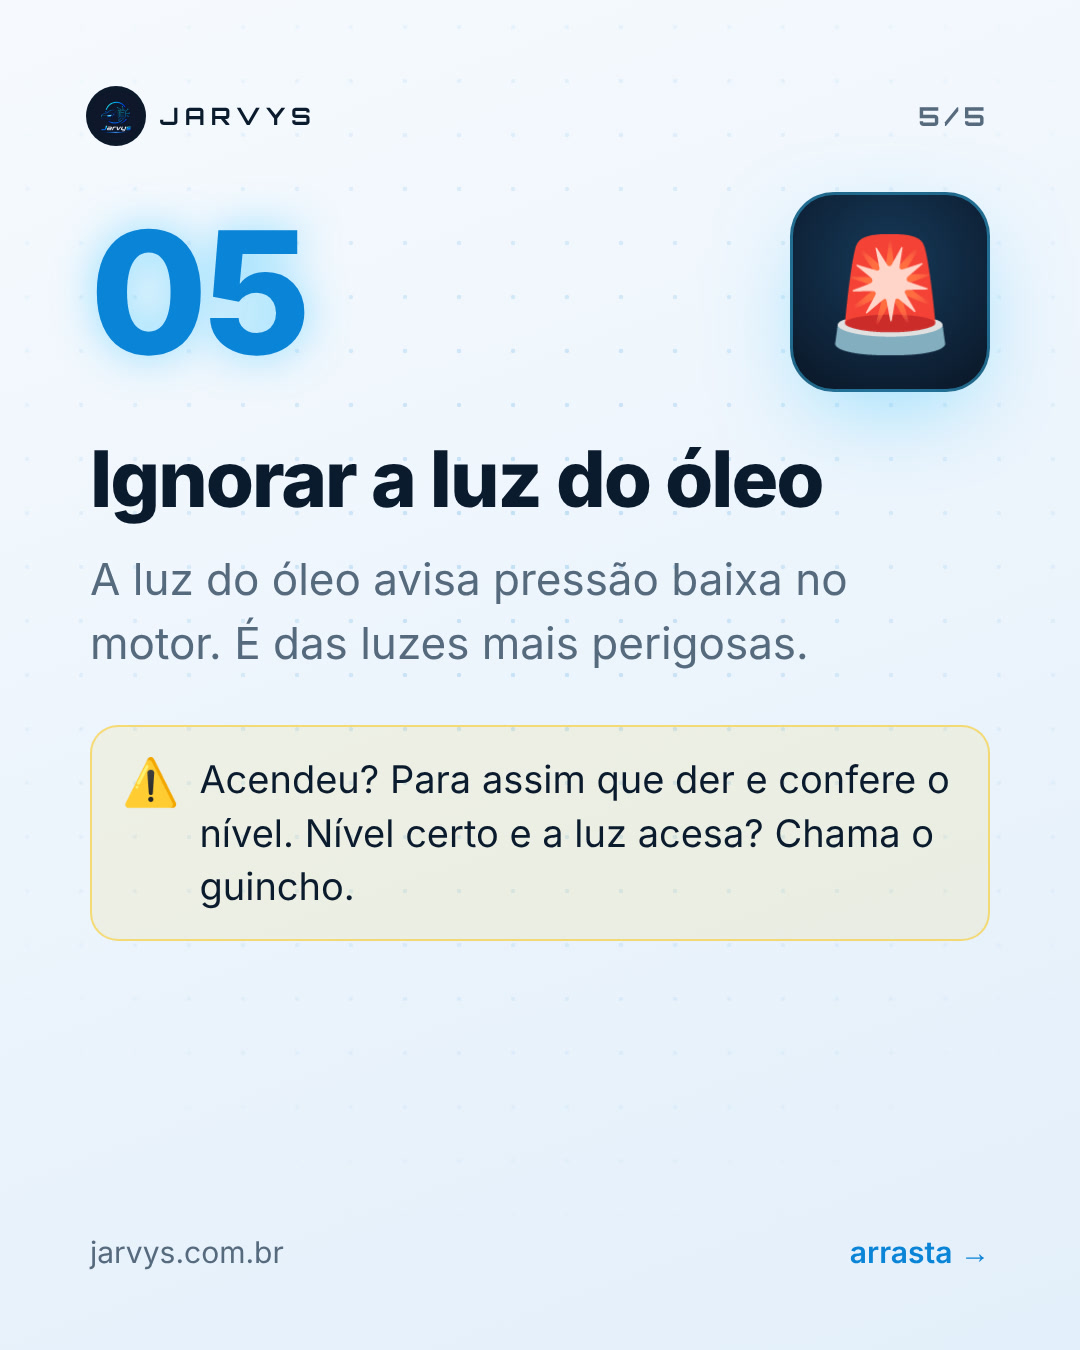 Jarvys
JARVYS
5/5
05
Ignorar a luz do óleo
A luz do óleo avisa pressão baixa no
motor. É das luzes mais perigosas.
Acendeu? Para assim que der e confere o
nível. Nível certo e a luz acesa? Chama o
guincho.
jarvys.com.br
arrasta →